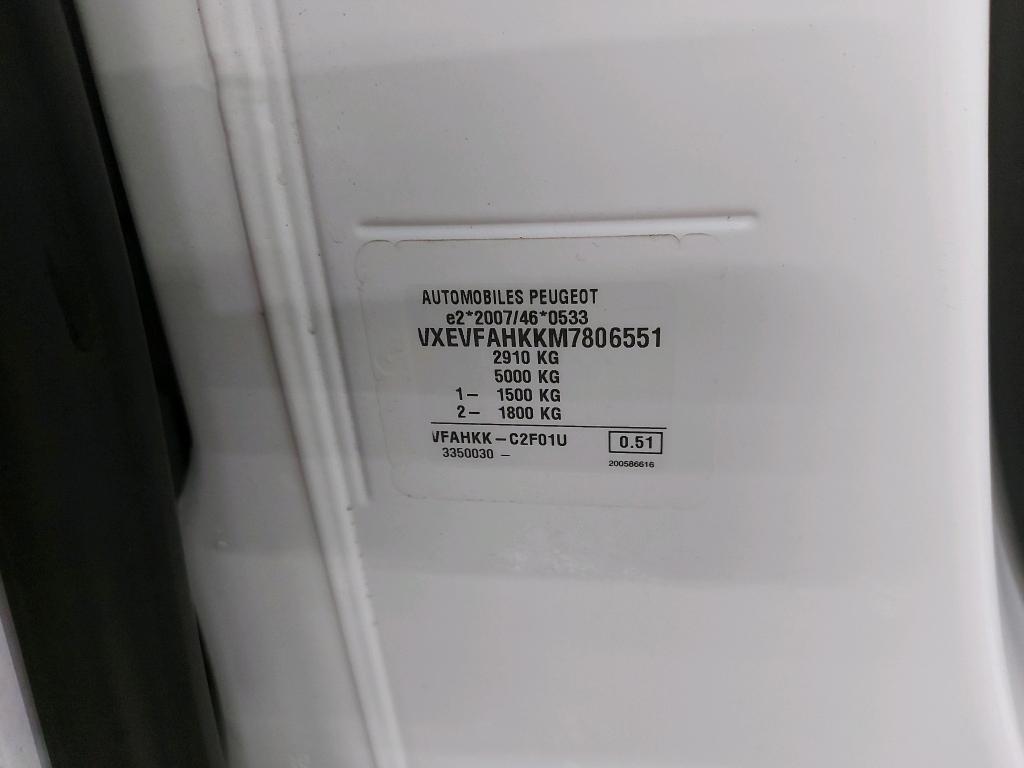 AUTOMOBILES PEUGEOT
e2*2007/46*0533
VXEVFAHKKM7806551
2910 KG
5000 KG
1- 1500 KG
2- 1800 KG
VFAHKK-C2F01U 0.51
3350030 -
200586616